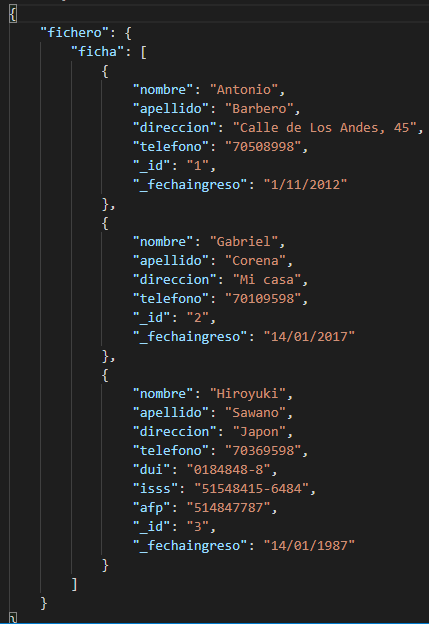 {
"fichero": {
"ficha": [
{
"nombre": "Antonio",
"apellido": "Barbero",
"direccion": "Calle de Los Andes, 45",
"telefono": "70508998",
"_id": "1",
"_fechaingreso": "1/11/2012"
},
{
"nombre": "Gabriel",
"apellido": "Corena",
"direccion": "Mi casa",
"telefono": "70109598",
"_id": "2",
"_fechaingreso": "14/01/2017"
},
{
"nombre": "Hiroyuki",
"apellido": "Sawano",
"direccion": "Japon",
"telefono": "70369598",
"dui": "0184848-8",
"isss": "51548415-6484",
"afp": "514847787",
"_id": "3",
"_fechaingreso": "14/01/1987"
}
]
}
}